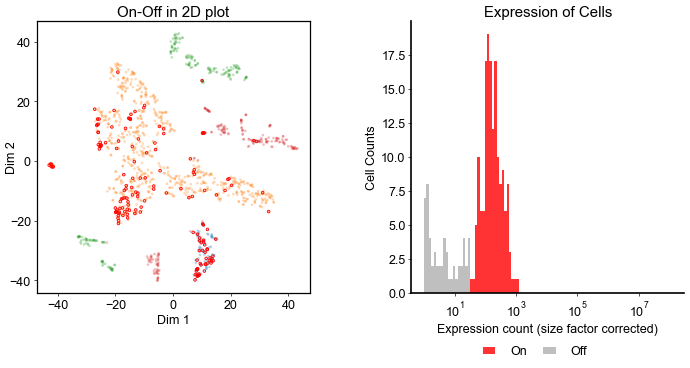 On-Off in 2D plot
40
20
0
−20
−40
Dim 2
−40 −20 0 20 40
Dim 1
Expression of Cells
17.5
15.0
12.5
10.0
7.5
5.0
2.5
0.0
Cell Counts
10¹ 10³ 10⁵ 10⁷
Expression count (size factor corrected)
On Off